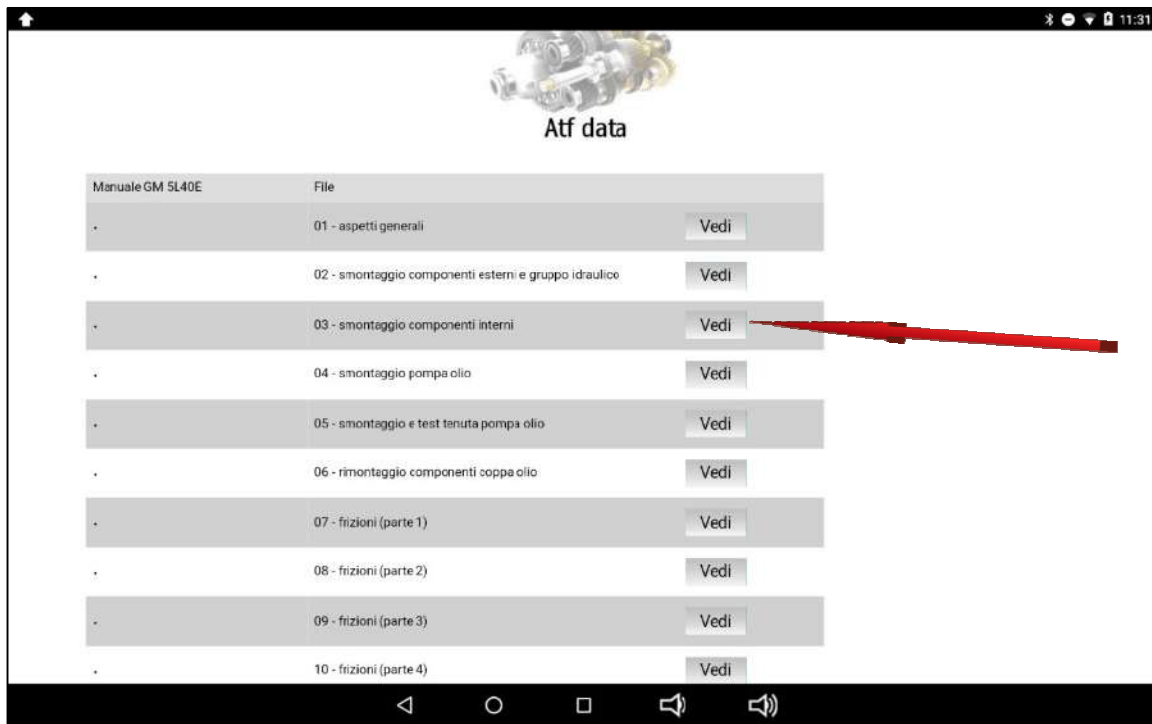 11:31
Atf data
Manuale GM 5L40E File
. 01 - aspetti generali Vedi
. 02 - smontaggio componenti esterni e gruppo idraulico Vedi
. 03 - smontaggio componenti interni Vedi
. 04 - smontaggio pompa olio Vedi
. 05 - smontaggio e test tenuta pompa olio Vedi
. 06 - rimontaggio componenti coppa olio Vedi
. 07 - frizioni (parte 1) Vedi
. 08 - frizioni (parte 2) Vedi
. 09 - frizioni (parte 3) Vedi
. 10 - frizioni (parte 4) Vedi